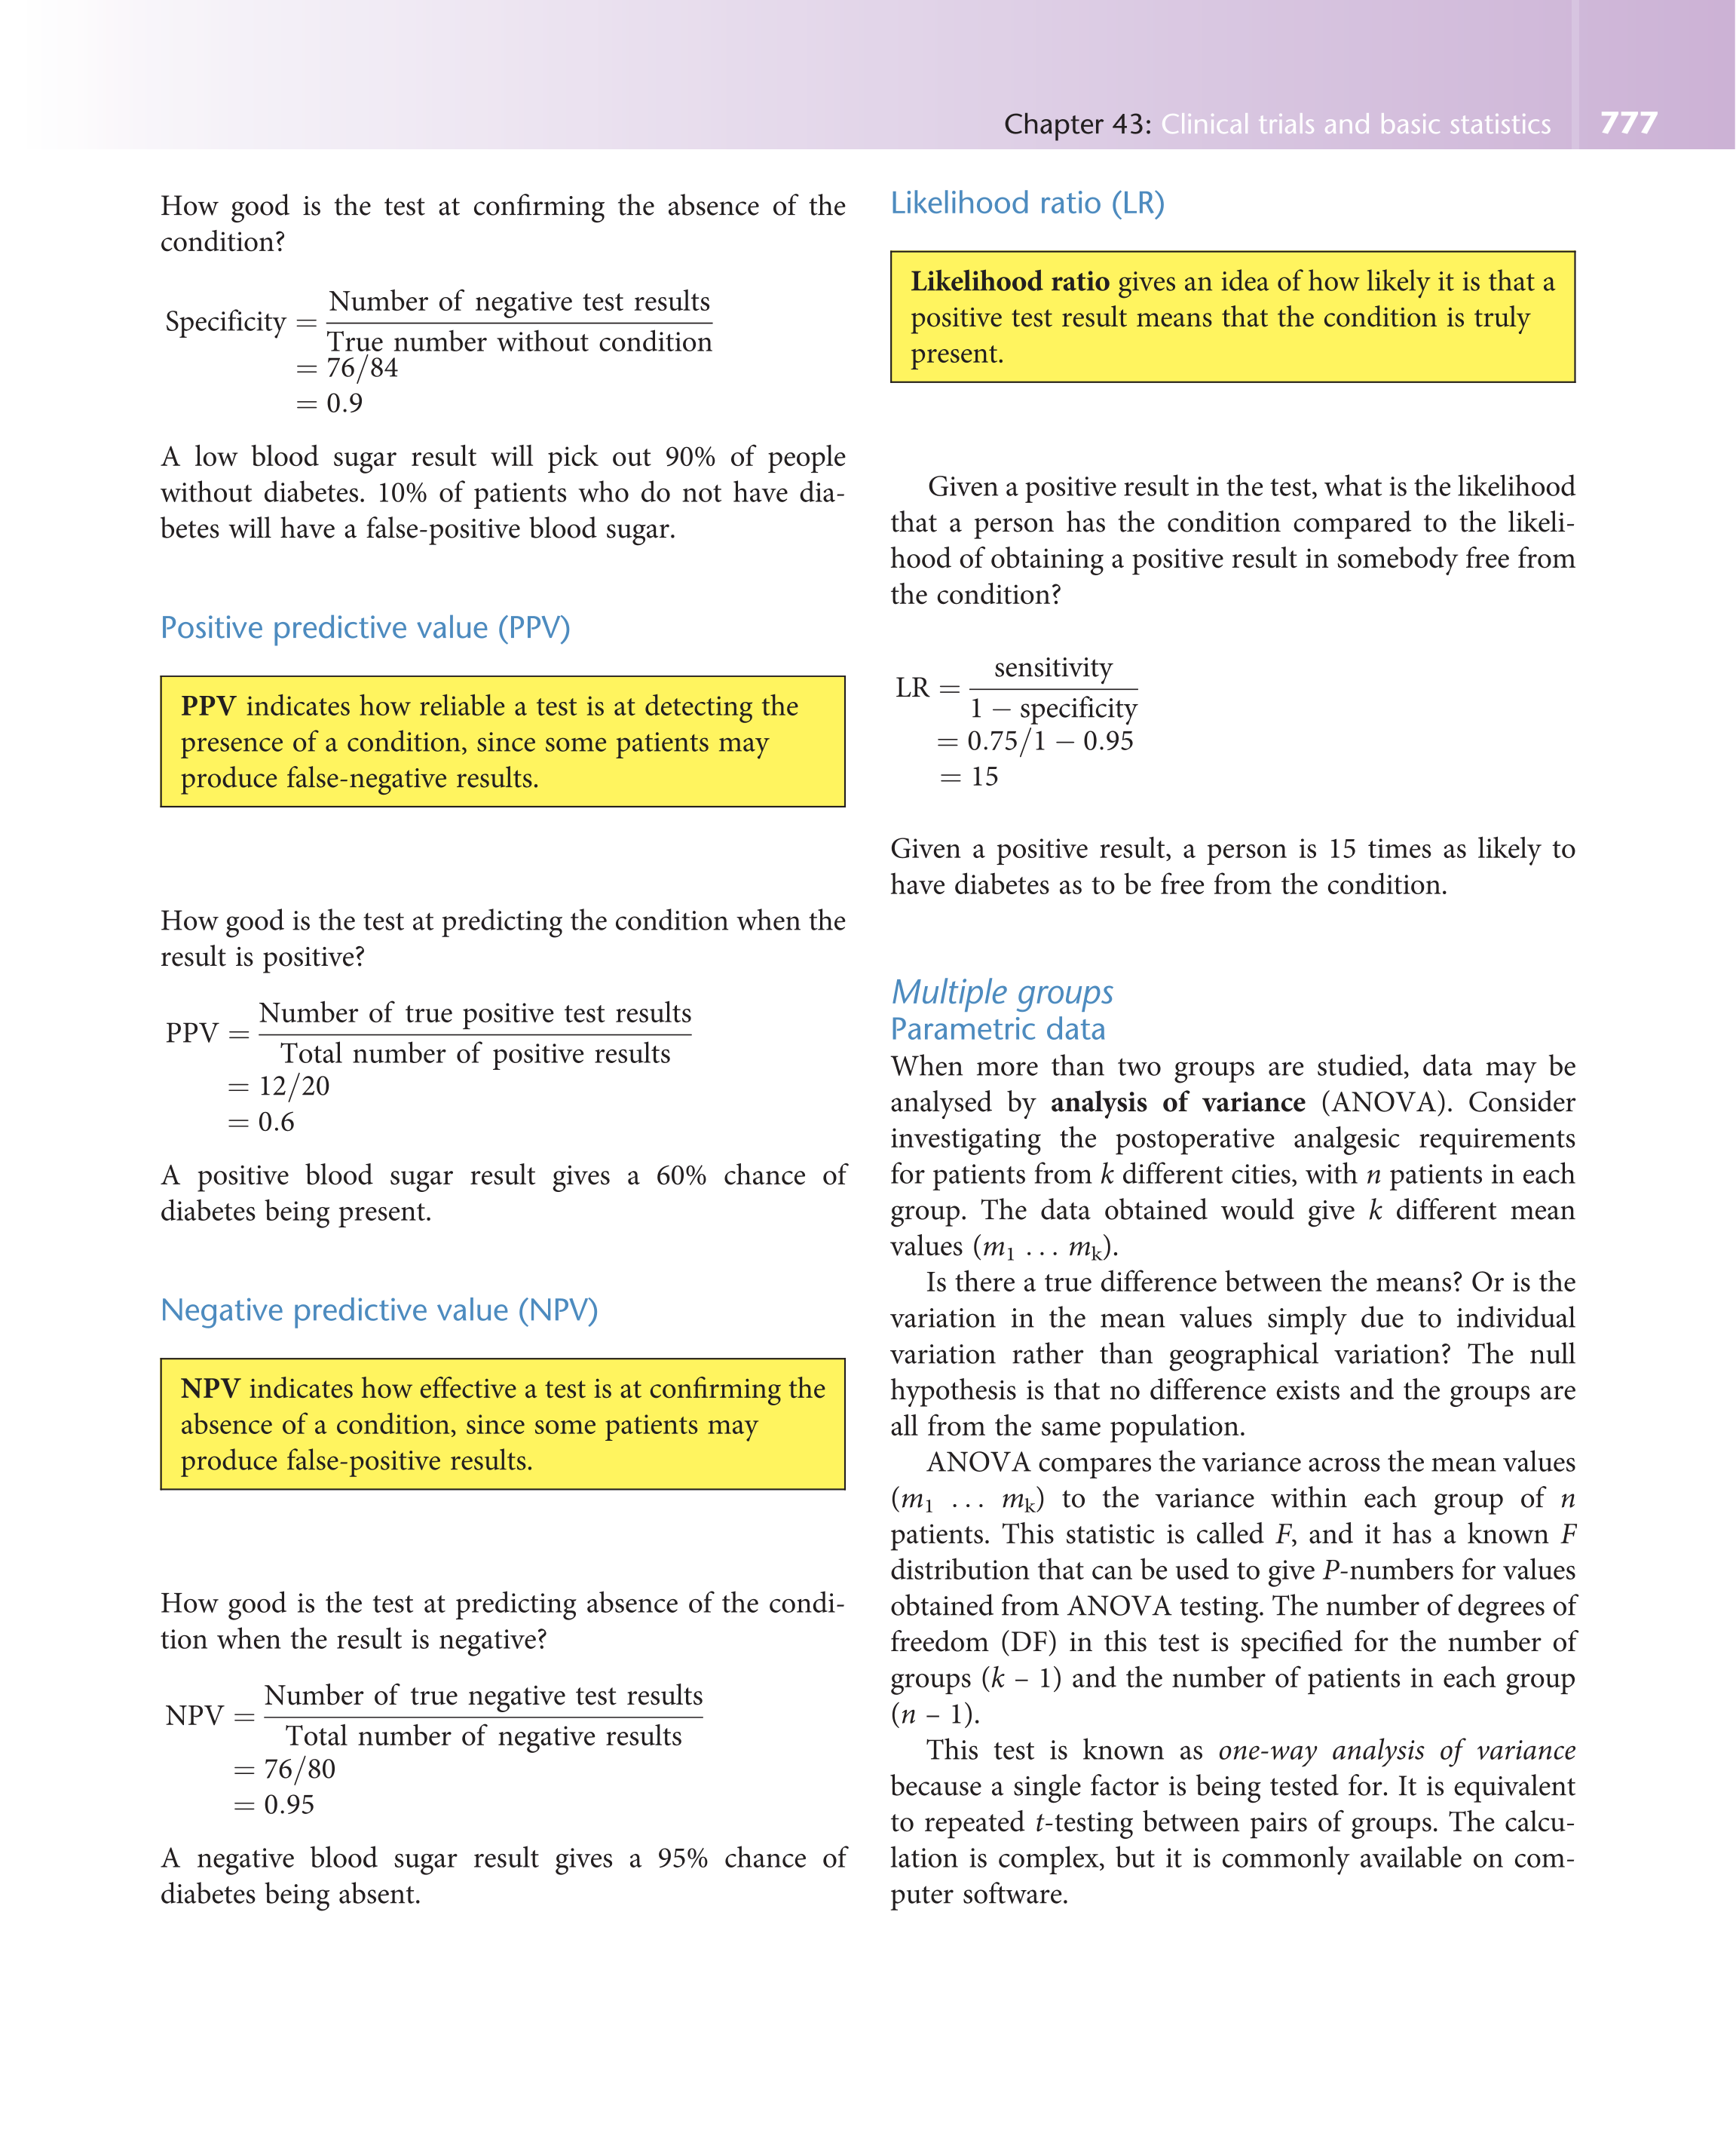 Chapter 43: Clinical trials and basic statistics 777
How good is the test at confirming the absence of the
condition?
Specificity = Number of negative test results / True number without condition
= 76/84
= 0.9
A low blood sugar result will pick out 90% of people
without diabetes. 10% of patients who do not have dia-
betes will have a false-positive blood sugar.
Positive predictive value (PPV)
PPV indicates how reliable a test is at detecting the
presence of a condition, since some patients may
produce false-negative results.
How good is the test at predicting the condition when the
result is positive?
PPV = Number of true positive test results / Total number of positive results
= 12/20
= 0.6
A positive blood sugar result gives a 60% chance of
diabetes being present.
Negative predictive value (NPV)
NPV indicates how effective a test is at confirming the
absence of a condition, since some patients may
produce false-positive results.
How good is the test at predicting absence of the condi-
tion when the result is negative?
NPV = Number of true negative test results / Total number of negative results
= 76/80
= 0.95
A negative blood sugar result gives a 95% chance of
diabetes being absent.
Likelihood ratio (LR)
Likelihood ratio gives an idea of how likely it is that a
positive test result means that the condition is truly
present.
Given a positive result in the test, what is the likelihood
that a person has the condition compared to the likeli-
hood of obtaining a positive result in somebody free from
the condition?
LR = sensitivity / 1 − specificity
= 0.75/1 − 0.95
= 15
Given a positive result, a person is 15 times as likely to
have diabetes as to be free from the condition.
Multiple groups
Parametric data
When more than two groups are studied, data may be
analysed by analysis of variance (ANOVA). Consider
investigating the postoperative analgesic requirements
for patients from k different cities, with n patients in each
group. The data obtained would give k different mean
values (m1 ... mk).
Is there a true difference between the means? Or is the
variation in the mean values simply due to individual
variation rather than geographical variation? The null
hypothesis is that no difference exists and the groups are
all from the same population.
ANOVA compares the variance across the mean values
(m1 ... mk) to the variance within each group of n
patients. This statistic is called F, and it has a known F
distribution that can be used to give P-numbers for values
obtained from ANOVA testing. The number of degrees of
freedom (DF) in this test is specified for the number of
groups (k – 1) and the number of patients in each group
(n – 1).
This test is known as one-way analysis of variance
because a single factor is being tested for. It is equivalent
to repeated t-testing between pairs of groups. The calcu-
lation is complex, but it is commonly available on com-
puter software.